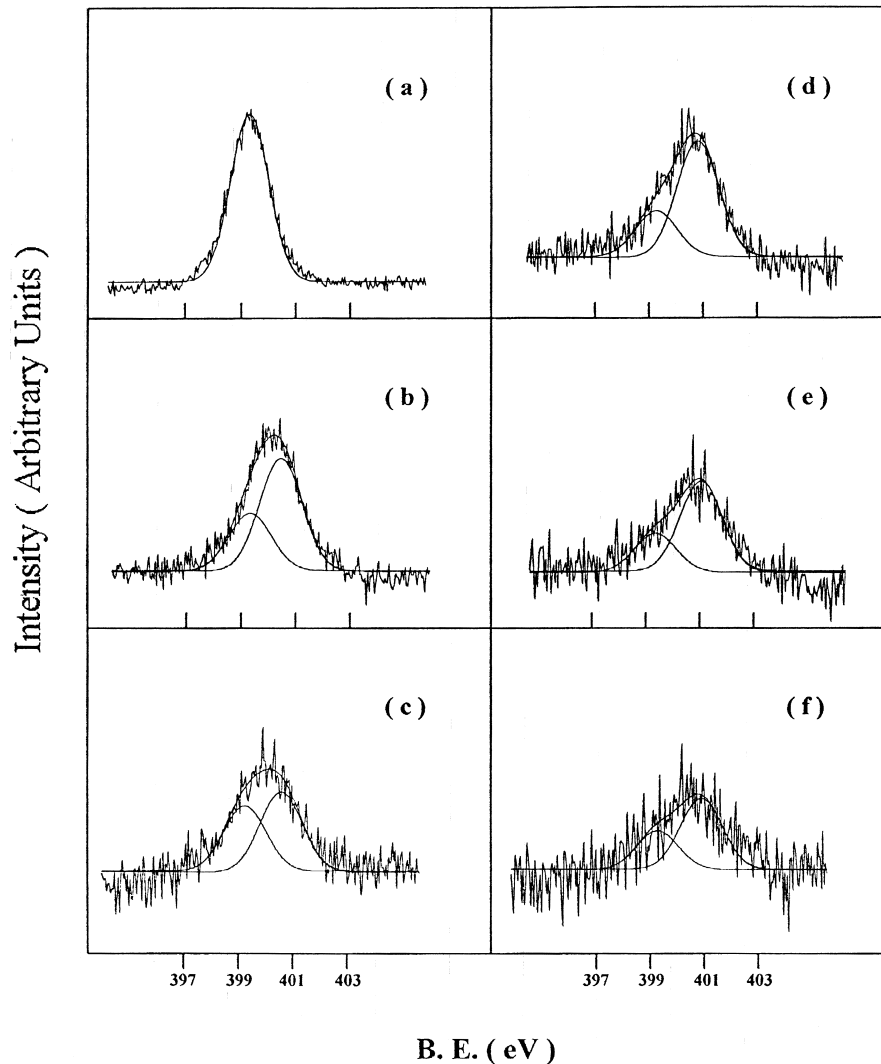 Intensity ( Arbitrary Units )
( a )
( d )
( b )
( e )
( c )
( f )
397 399 401 403
397 399 401 403
B. E. ( eV )